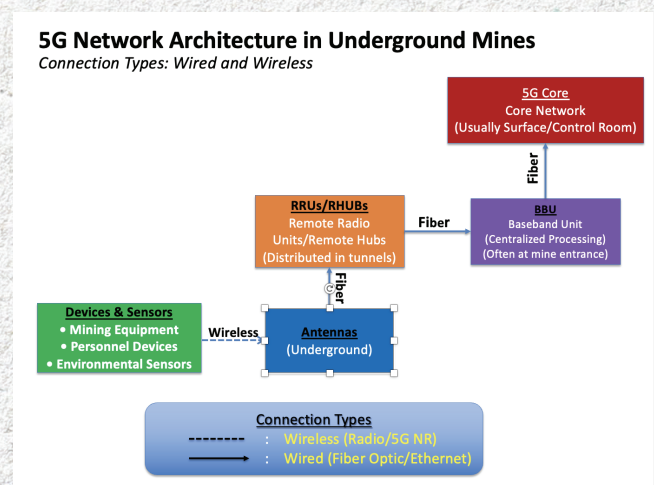 5G Network Architecture in Underground Mines
Connection Types: Wired and Wireless
5G Core
Core Network
(Usually Surface/Control Room)
Fiber
RRUs/RHUBs
Remote Radio
Units/Remote Hubs
(Distributed in tunnels)
Fiber
BBU
Baseband Unit
(Centralized Processing)
(Often at mine entrance)
Fiber
Devices & Sensors
• Mining Equipment
• Personnel Devices
• Environmental Sensors
Wireless
Antennas
(Underground)
Connection Types
: Wireless (Radio/5G NR)
: Wired (Fiber Optic/Ethernet)